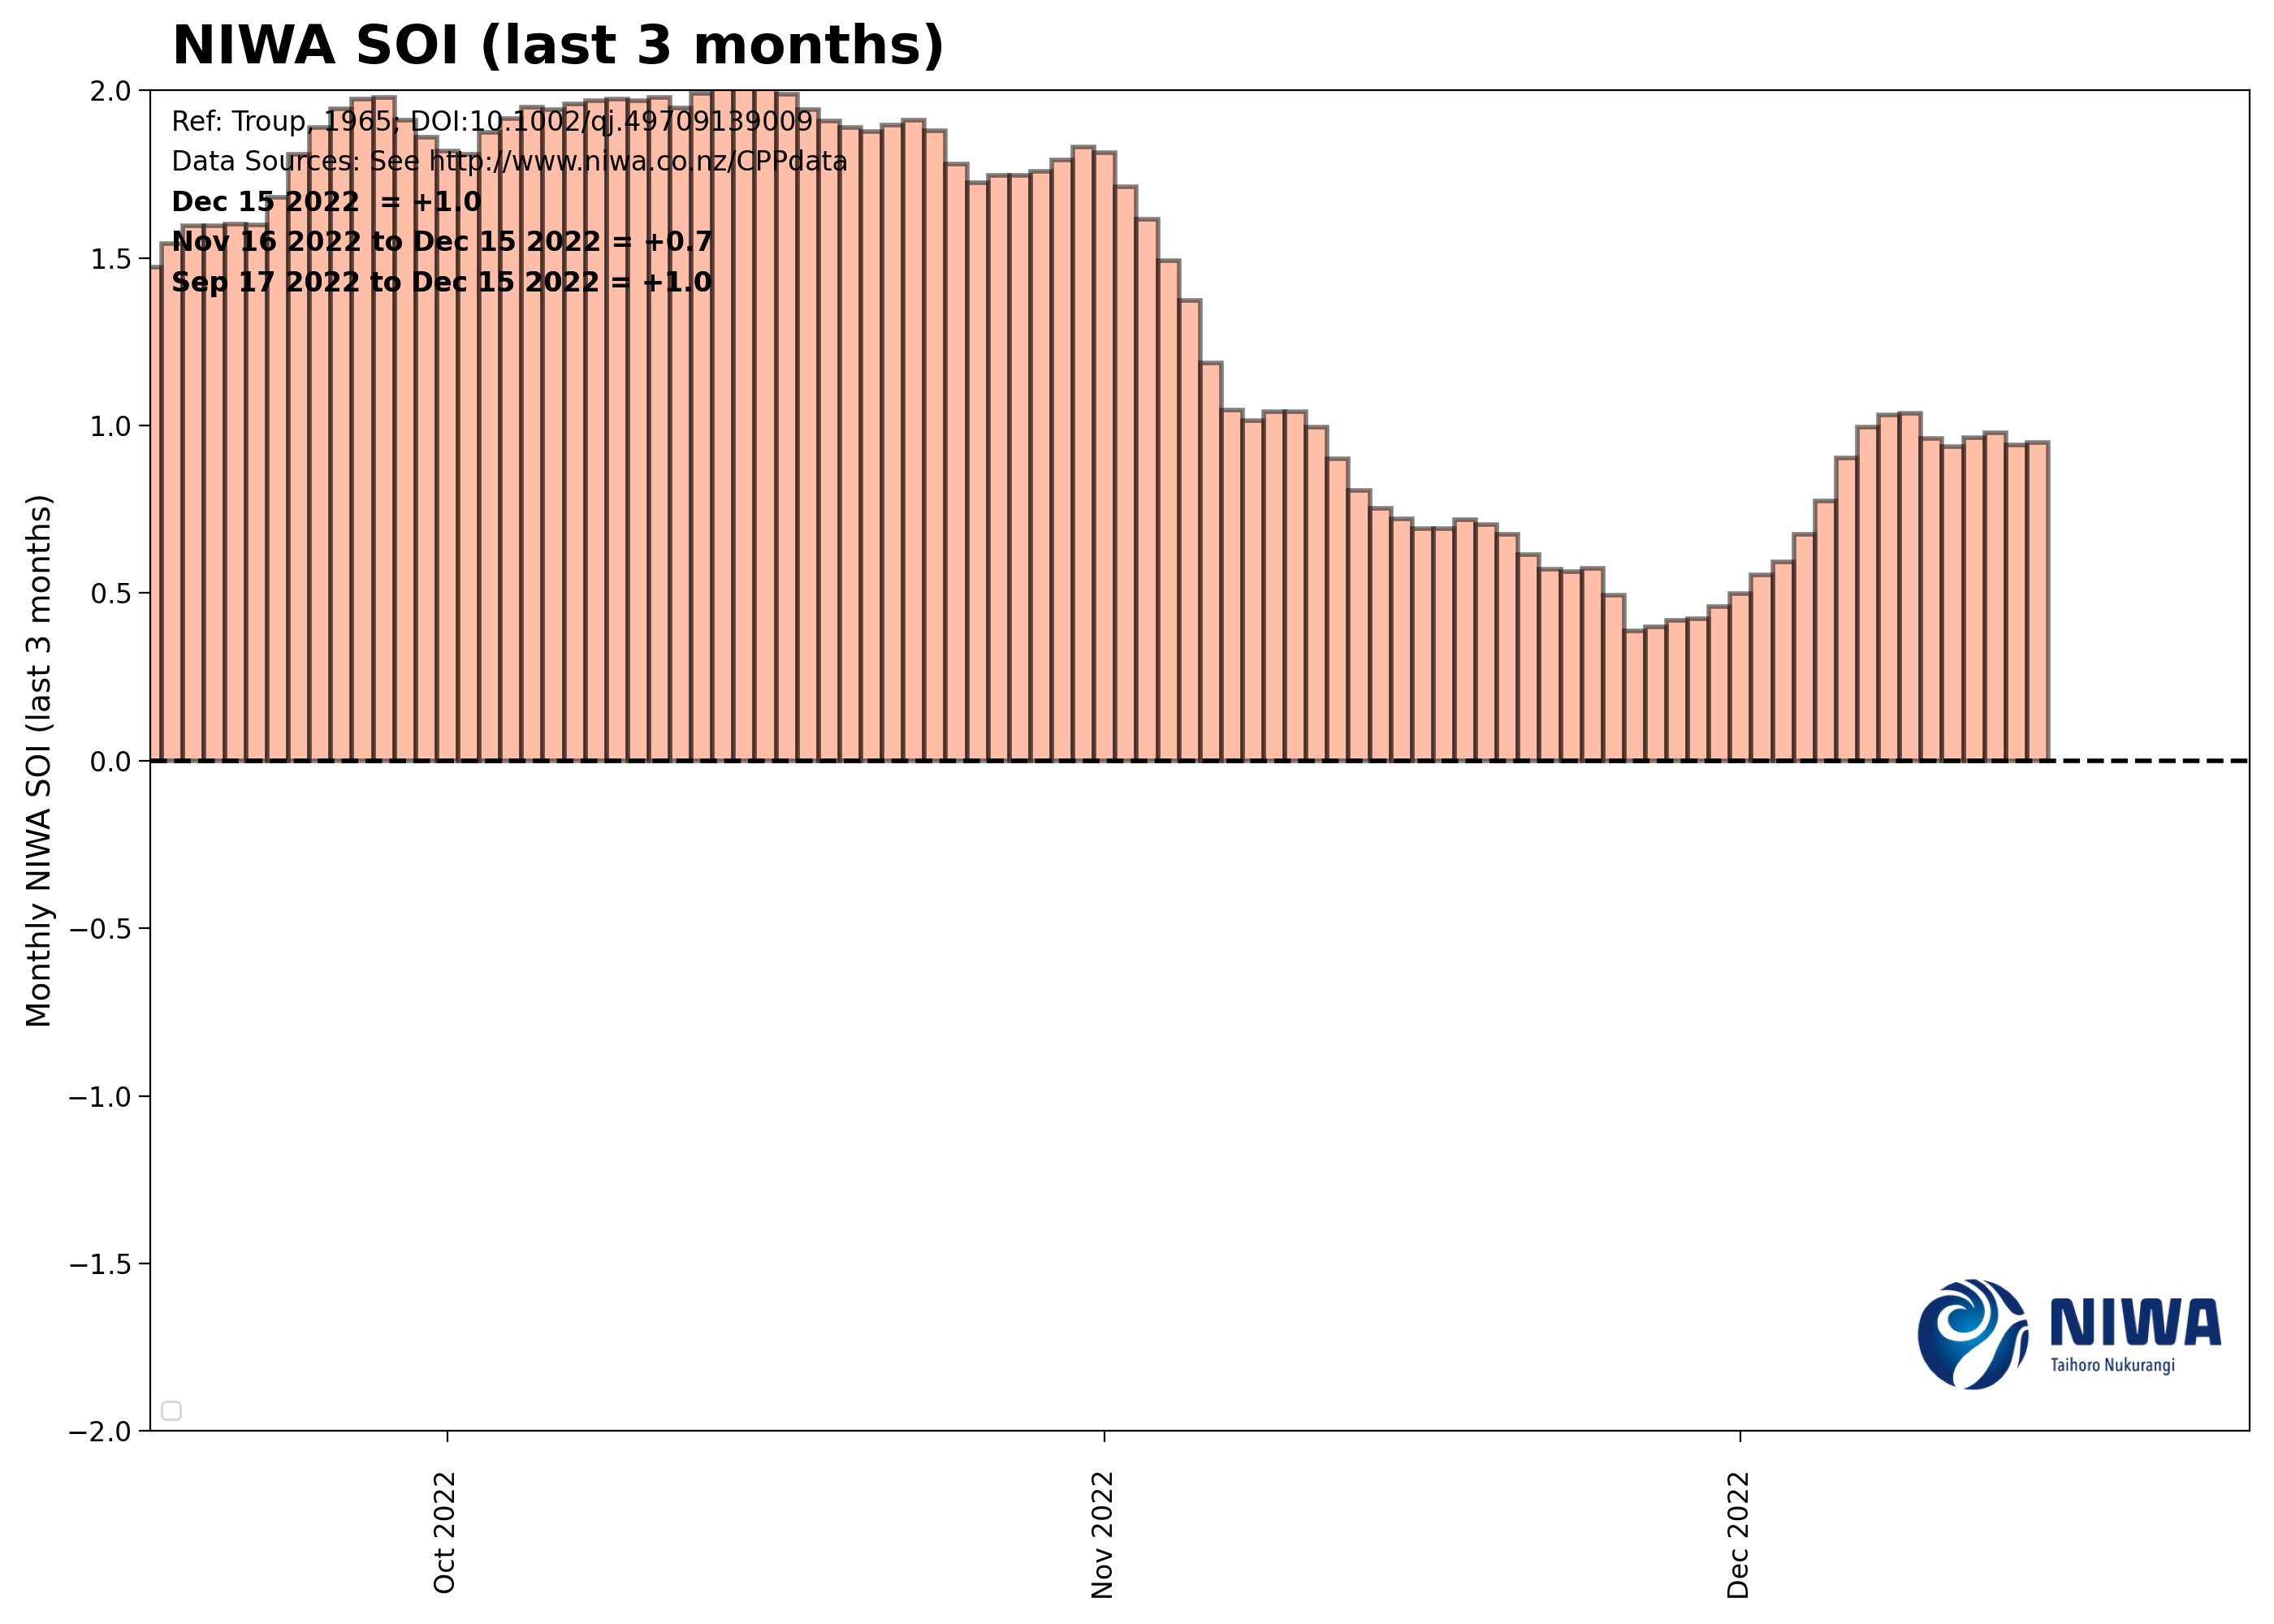 NIWA SOI (last 3 months)
Ref: Troup, 1965; DOI:10.1002/qj.49709139009
Data Sources: See http://www.niwa.co.nz/CPPdata
Dec 15 2022  = +1.0
Nov 16 2022 to Dec 15 2022 = +0.7
Sep 17 2022 to Dec 15 2022 = +1.0
Monthly NIWA SOI (last 3 months)
2.0
1.5
1.0
0.5
0.0
−0.5
−1.0
−1.5
−2.0
Oct 2022
Nov 2022
Dec 2022
NIWA
Taihoro Nukurangi